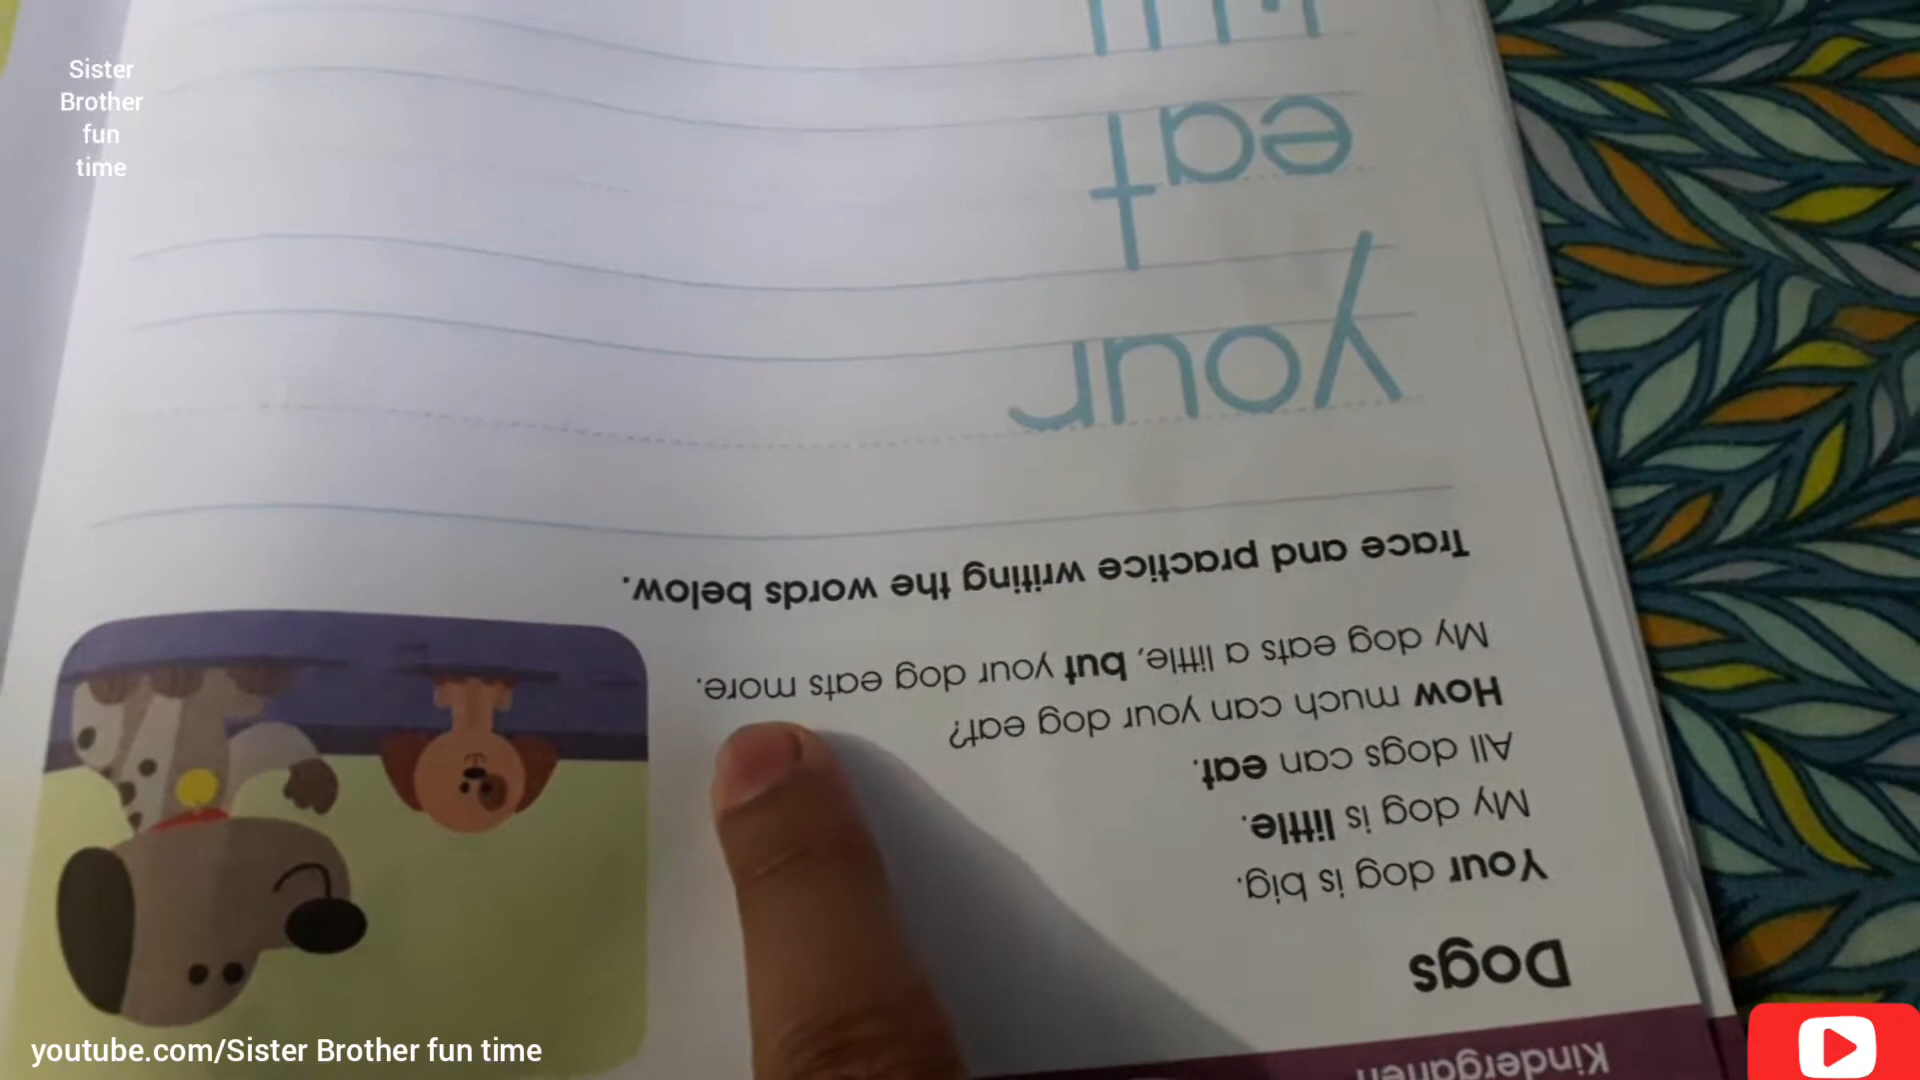 Sister
Brother
fun
time
Kindergarten
Dogs
Your dog is big.
My dog is little.
All dogs can eat.
How much can your dog eat?
My dog eats a little, but your dog eats more.
Trace and practice writing the words below.
your
eat
youtube.com/Sister Brother fun time